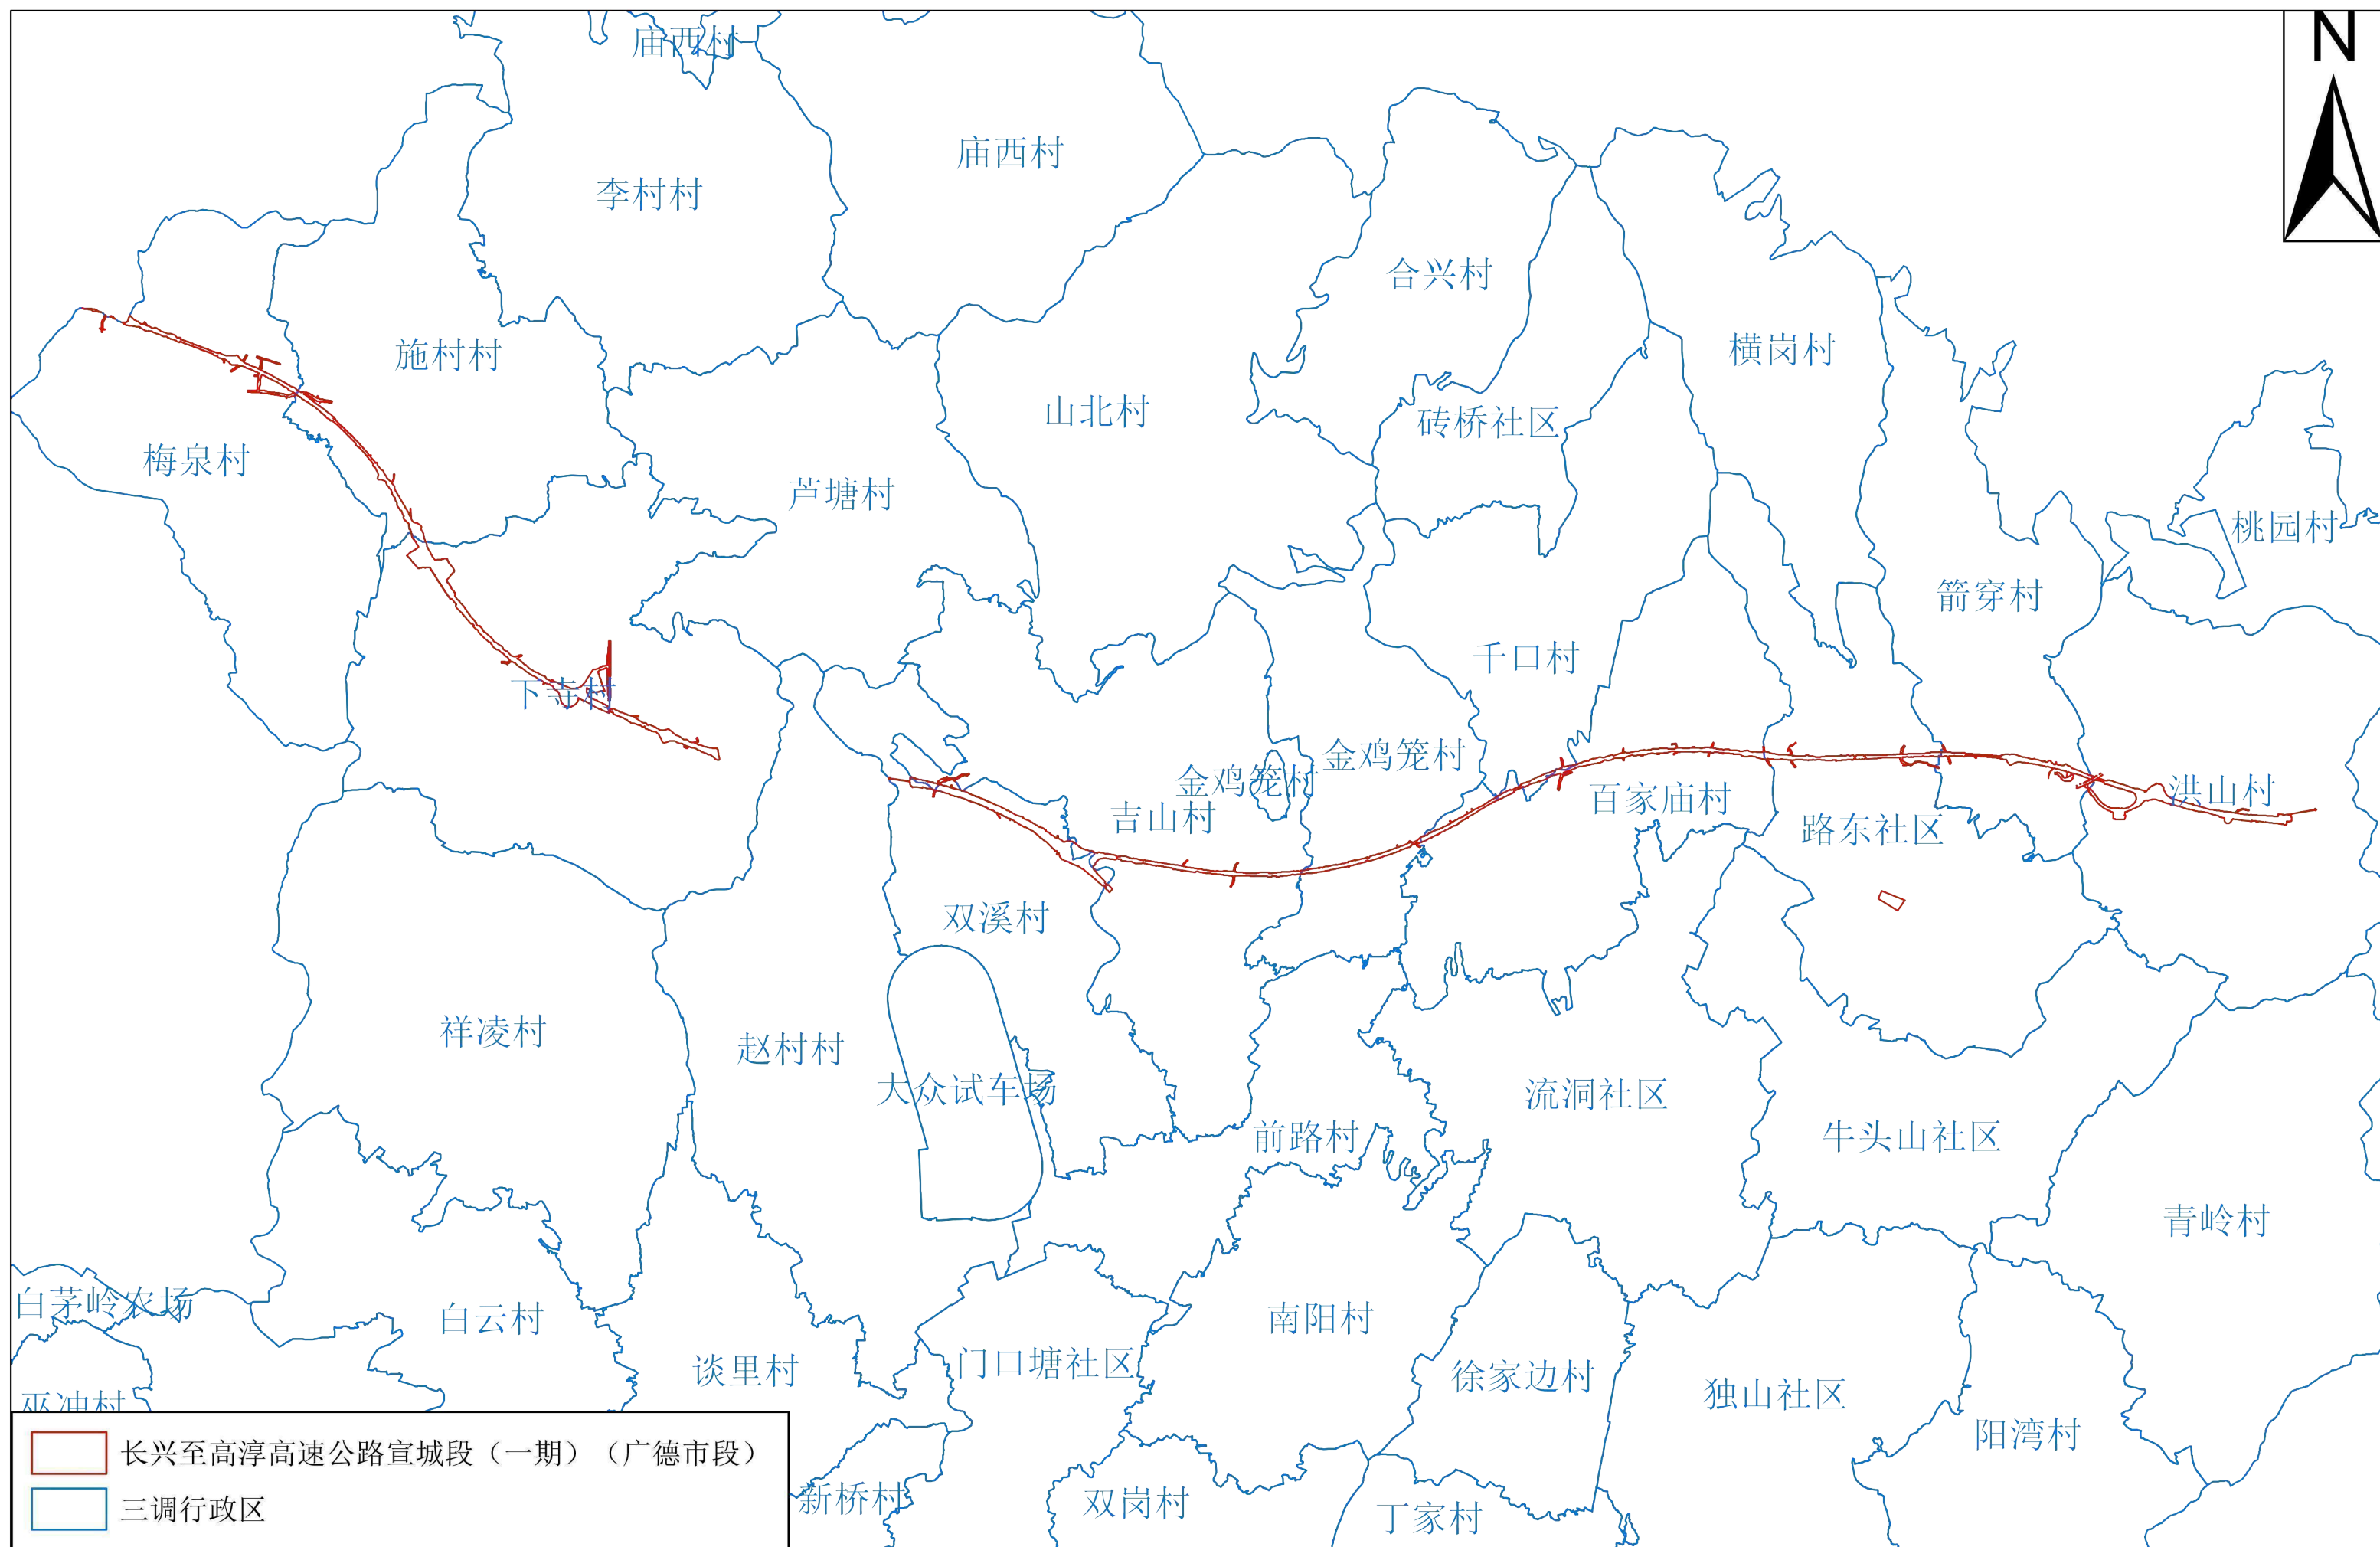 N
庙西村
庙西村
李村村
合兴村
横岗村
施村村
山北村
砖桥社区
梅泉村
芦塘村
桃园村
箭穿村
千口村
下寺村
金鸡笼村
金鸡笼村
吉山村
百家庙村
洪山村
路东社区
双溪村
祥凌村
赵村村
大众试车场
流洞社区
前路村
牛头山社区
青岭村
白茅岭农场
白云村
南阳村
谈里村
门口塘社区
徐家边村
独山社区
巫冲村
阳湾村
长兴至高淳高速公路宣城段（一期）（广德市段）
新桥村
双岗村
丁家村
三调行政区